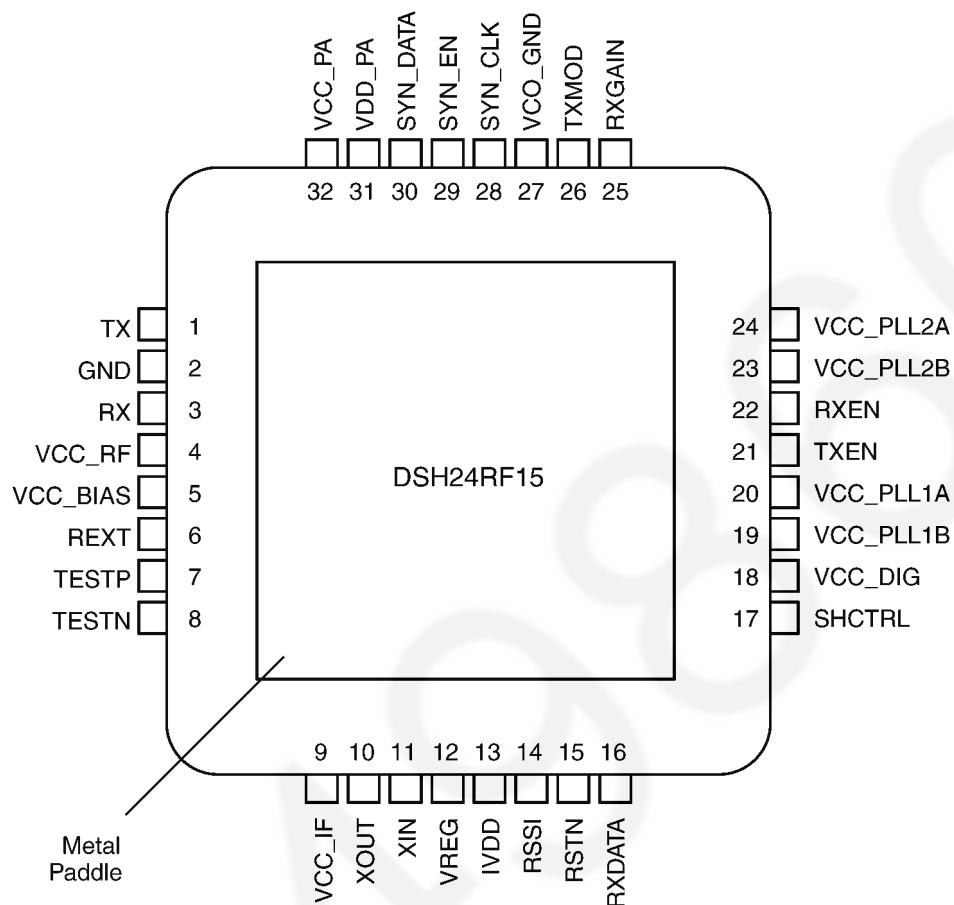 VCC_PA
VDD_PA
SYN_DATA
SYN_EN
SYN_CLK
VCO_GND
TXMOD
RXGAIN
32 31 30 29 28 27 26 25
TX 1
GND 2
RX 3
VCC_RF 4
VCC_BIAS 5
REXT 6
TESTP 7
TESTN 8
DSH24RF15
24 VCC_PLL2A
23 VCC_PLL2B
22 RXEN
21 TXEN
20 VCC_PLL1A
19 VCC_PLL1B
18 VCC_DIG
17 SHCTRL
9 10 11 12 13 14 15 16
VCC_IF
XOUT
XIN
VREG
IVDD
RSSI
RSTN
RXDATA
Metal
Paddle